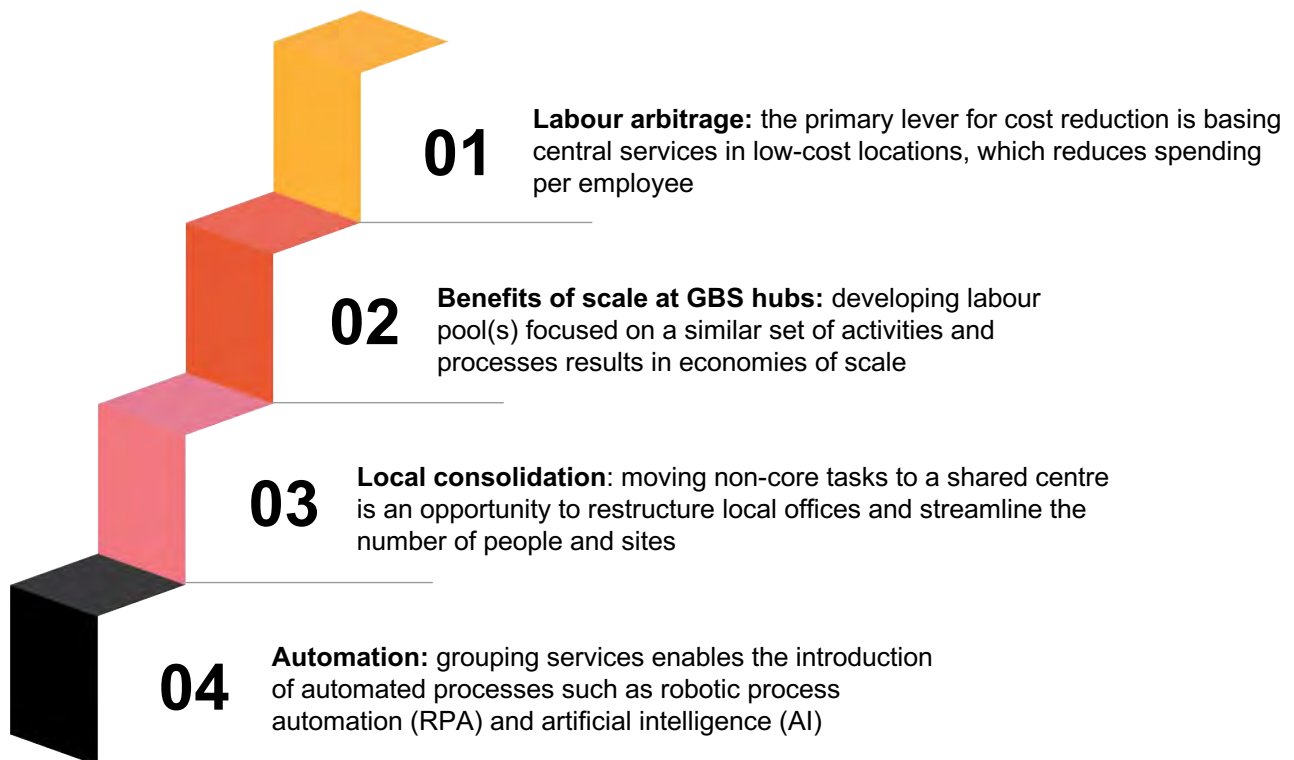 01
Labour arbitrage: the primary lever for cost reduction is basing
central services in low-cost locations, which reduces spending
per employee
02
Benefits of scale at GBS hubs: developing labour
pool(s) focused on a similar set of activities and
processes results in economies of scale
03
Local consolidation: moving non-core tasks to a shared centre
is an opportunity to restructure local offices and streamline the
number of people and sites
04
Automation: grouping services enables the introduction
of automated processes such as robotic process
automation (RPA) and artificial intelligence (AI)